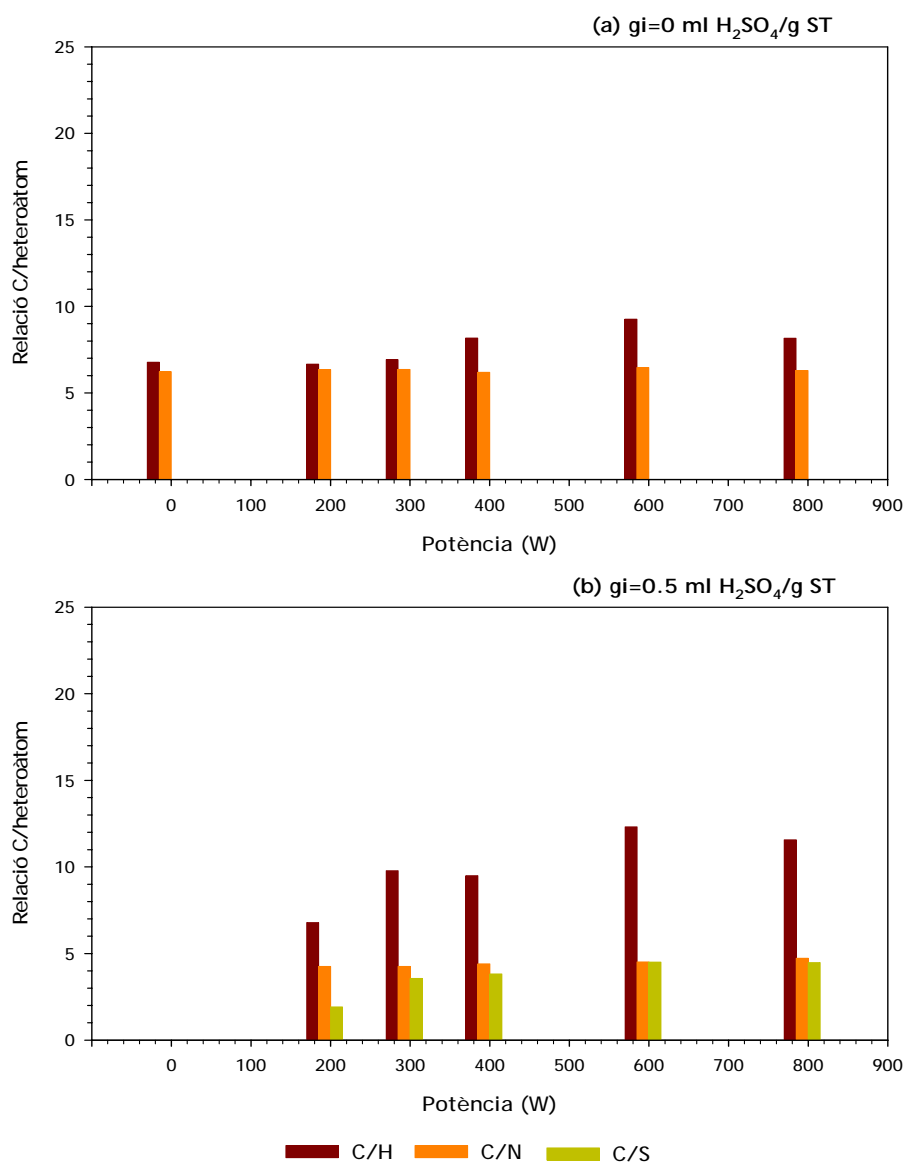 (a) gi=0 ml H₂SO₄/g ST
25
20
15
10
5
0
Relació C/heteroàtom
0 100 200 300 400 500 600 700 800 900
Potència (W)
(b) gi=0.5 ml H₂SO₄/g ST
25
20
15
10
5
0
Relació C/heteroàtom
0 100 200 300 400 500 600 700 800 900
Potència (W)
C/H C/N C/S